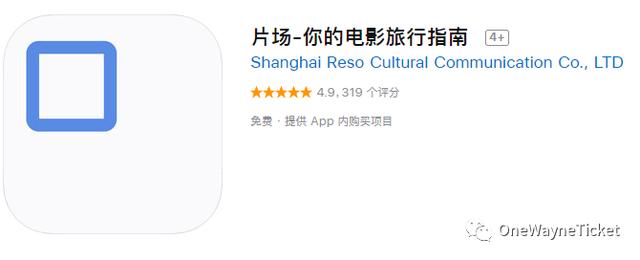 片场-你的电影旅行指南 4+
Shanghai Reso Cultural Communication Co., LTD
★★★★★ 4.9, 319 个评分
免费 · 提供 App 内购买项目
OneWayneTicket